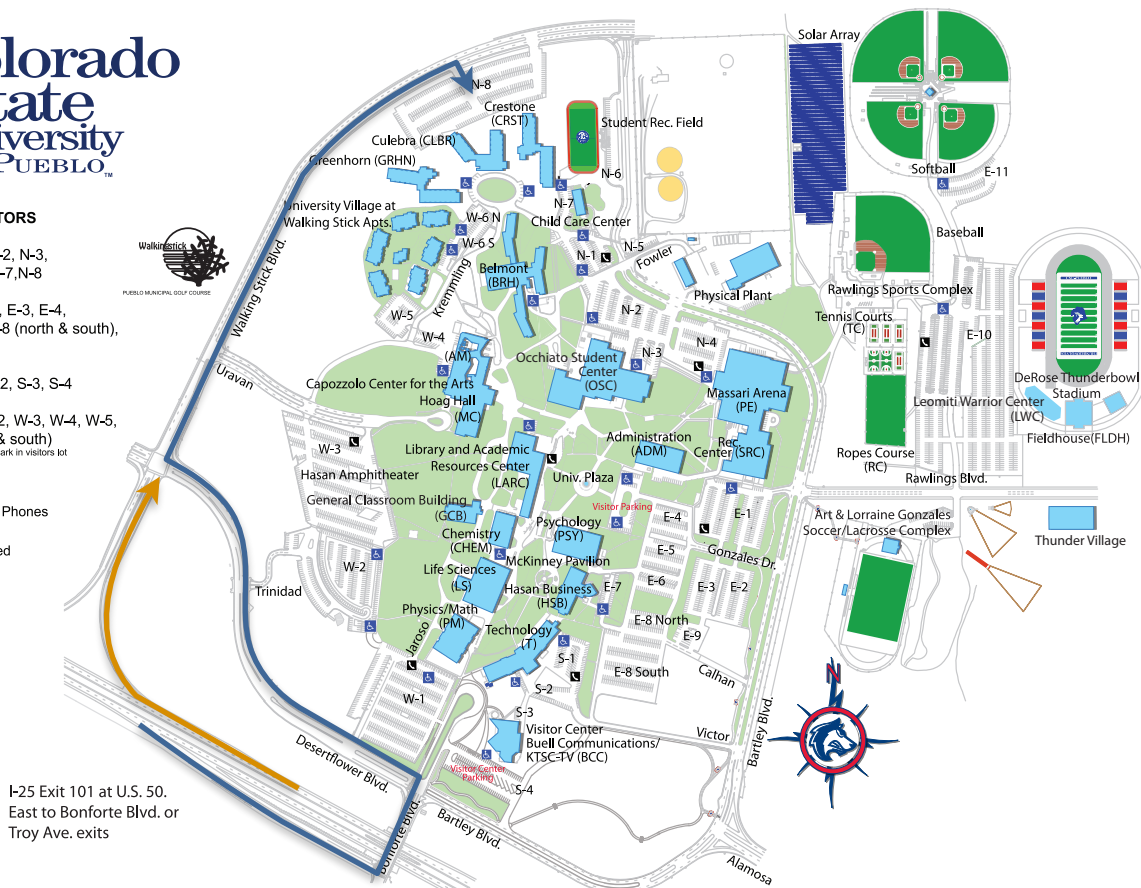 olorado
tate
iversity
PUEBLO™
TORS
-2, N-3,
-7,N-8
, E-3, E-4,
-8 (north & south),
2, S-3, S-4
2, W-3, W-4, W-5,
& south)
ark in visitors lot
Phones
ed
Walkingstick
PUEBLO MUNICIPAL GOLF COURSE
Solar Array
N-8
Crestone
(CRST)
Student Rec. Field
Culebra (CLBR)
Greenhorn (GRHN)
N-6
Softball
E-11
N-7
University Village at
Walking Stick Apts.
W-6 N
Child Care Center
Baseball
W-6 S
N-5
Fowler
N-1
Belmont
(BRH)
Kremmling
Walking Stick Blvd.
Physical Plant
Rawlings Sports Complex
W-5
N-2
Tennis Courts
(TC)
W-4
N-4
E-10
(AM)
Occhiato Student
Center
(OSC)
N-3
Uravan
Capozzolo Center for the Arts
Hoag Hall
(MC)
Massari Arena
(PE)
DeRose Thunderbowl
Stadium
Leomiti Warrior Center
(LWC)
Fieldhouse(FLDH)
W-3
Library and Academic
Resources Center
(LARC)
Administration
(ADM)
Rec.
Center (SRC)
Ropes Course
(RC)
Hasan Amphitheater
Univ. Plaza
Rawlings Blvd.
General Classroom Building
(GCB)
Visitor Parking
E-4
E-1
Art & Lorraine Gonzales
Soccer/Lacrosse Complex
Thunder Village
Chemistry
(CHEM)
Psychology
(PSY)
E-5
Gonzales Dr.
McKinney Pavilion
W-2
Life Sciences
(LS)
Hasan Business
(HSB)
E-7
E-6
E-3
E-2
Trinidad
Physics/Math
(PM)
Technology
(T)
E-8 North
E-9
Jaroso
S-1
E-8 South
Calhan
W-1
S-2
S-3
N
Visitor Center
Buell Communications/
KTSC-TV (BCC)
Victor
Bartley Blvd.
Desertflower Blvd.
Visitor Center
Parking
S-4
I-25 Exit 101 at U.S. 50.
East to Bonforte Blvd. or
Troy Ave. exits
Bonforte Blvd.
Bartley Blvd.
Alamosa